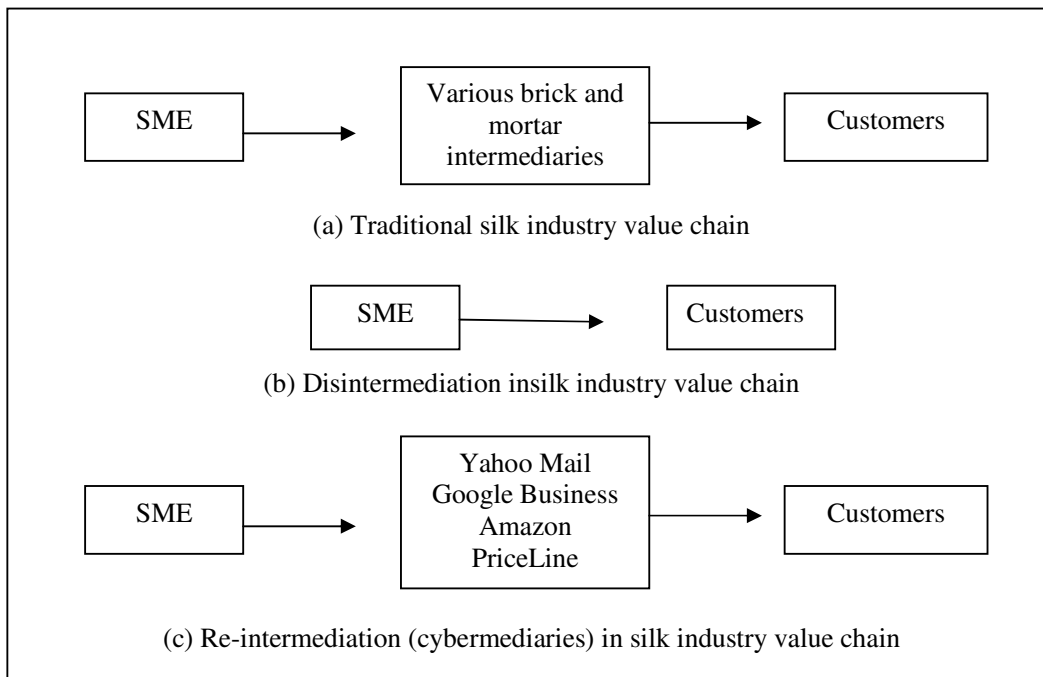 SME
Various brick and
mortar
intermediaries
Customers
(a) Traditional silk industry value chain
SME
Customers
(b) Disintermediation insilk industry value chain
SME
Yahoo Mail
Google Business
Amazon
PriceLine
Customers
(c) Re-intermediation (cybermediaries) in silk industry value chain